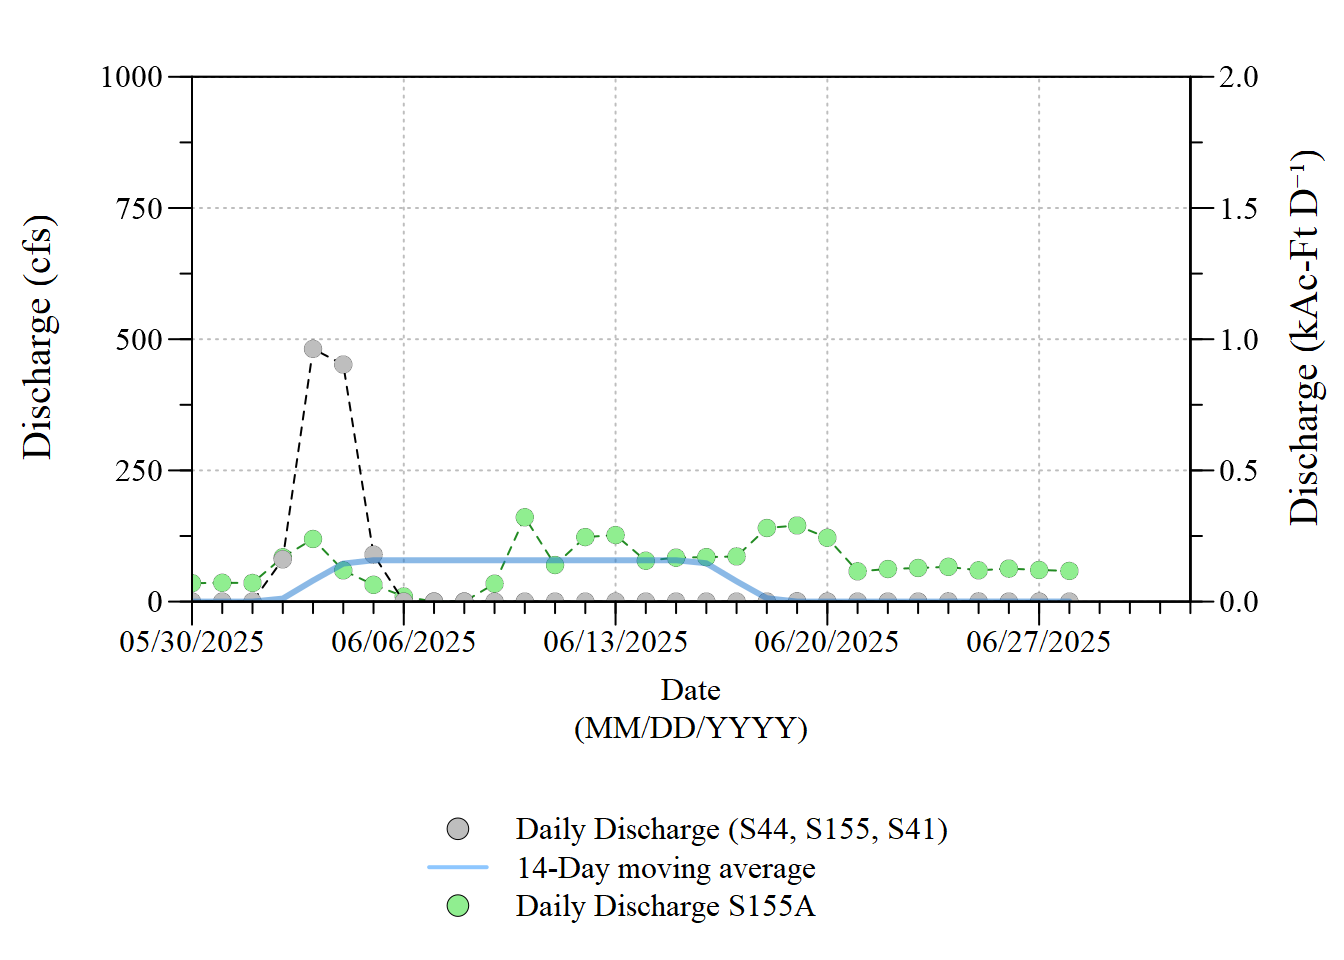 1000
750
500
250
0
Discharge (cfs)
2.0
1.5
1.0
0.5
0.0
Discharge (kAc-Ft D⁻¹)
05/30/2025 06/06/2025 06/13/2025 06/20/2025 06/27/2025
Date
(MM/DD/YYYY)
Daily Discharge (S44, S155, S41)
14-Day moving average
Daily Discharge S155A